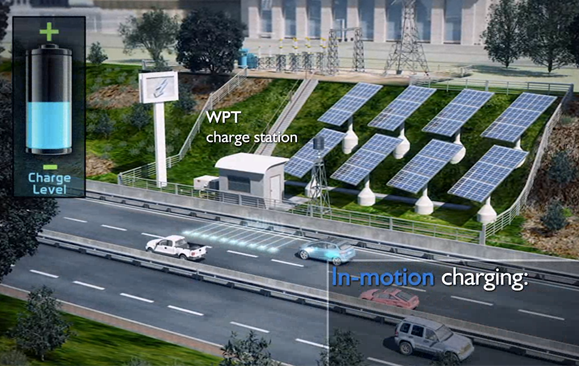 +
Charge
Level
WPT
charge station
In-motion charging: